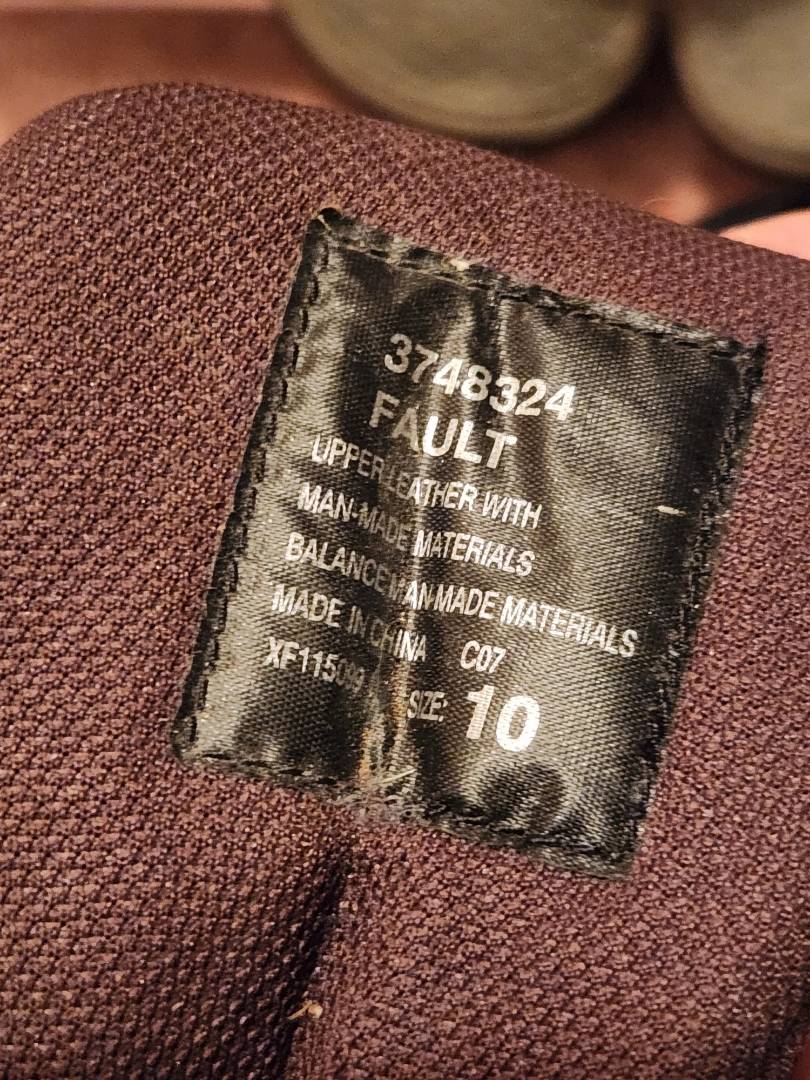 3748324
FAULT
UPPER LEATHER WITH
MAN-MADE MATERIALS
BALANCE MAN MADE MATERIALS
MADE IN CHINA C07
SIZE: 10